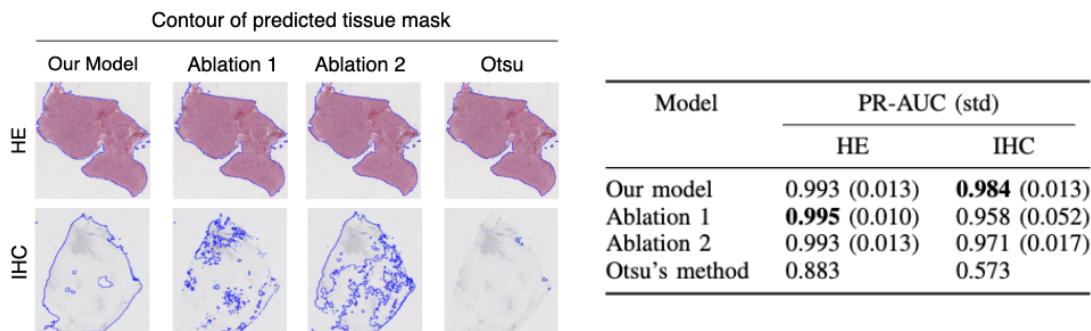 Contour of predicted tissue mask
Our Model Ablation 1 Ablation 2 Otsu
HE
IHC
Model PR-AUC (std)
HE IHC
Our model 0.993 (0.013) 0.984 (0.013)
Ablation 1 0.995 (0.010) 0.958 (0.052)
Ablation 2 0.993 (0.013) 0.971 (0.017)
Otsu's method 0.883 0.573